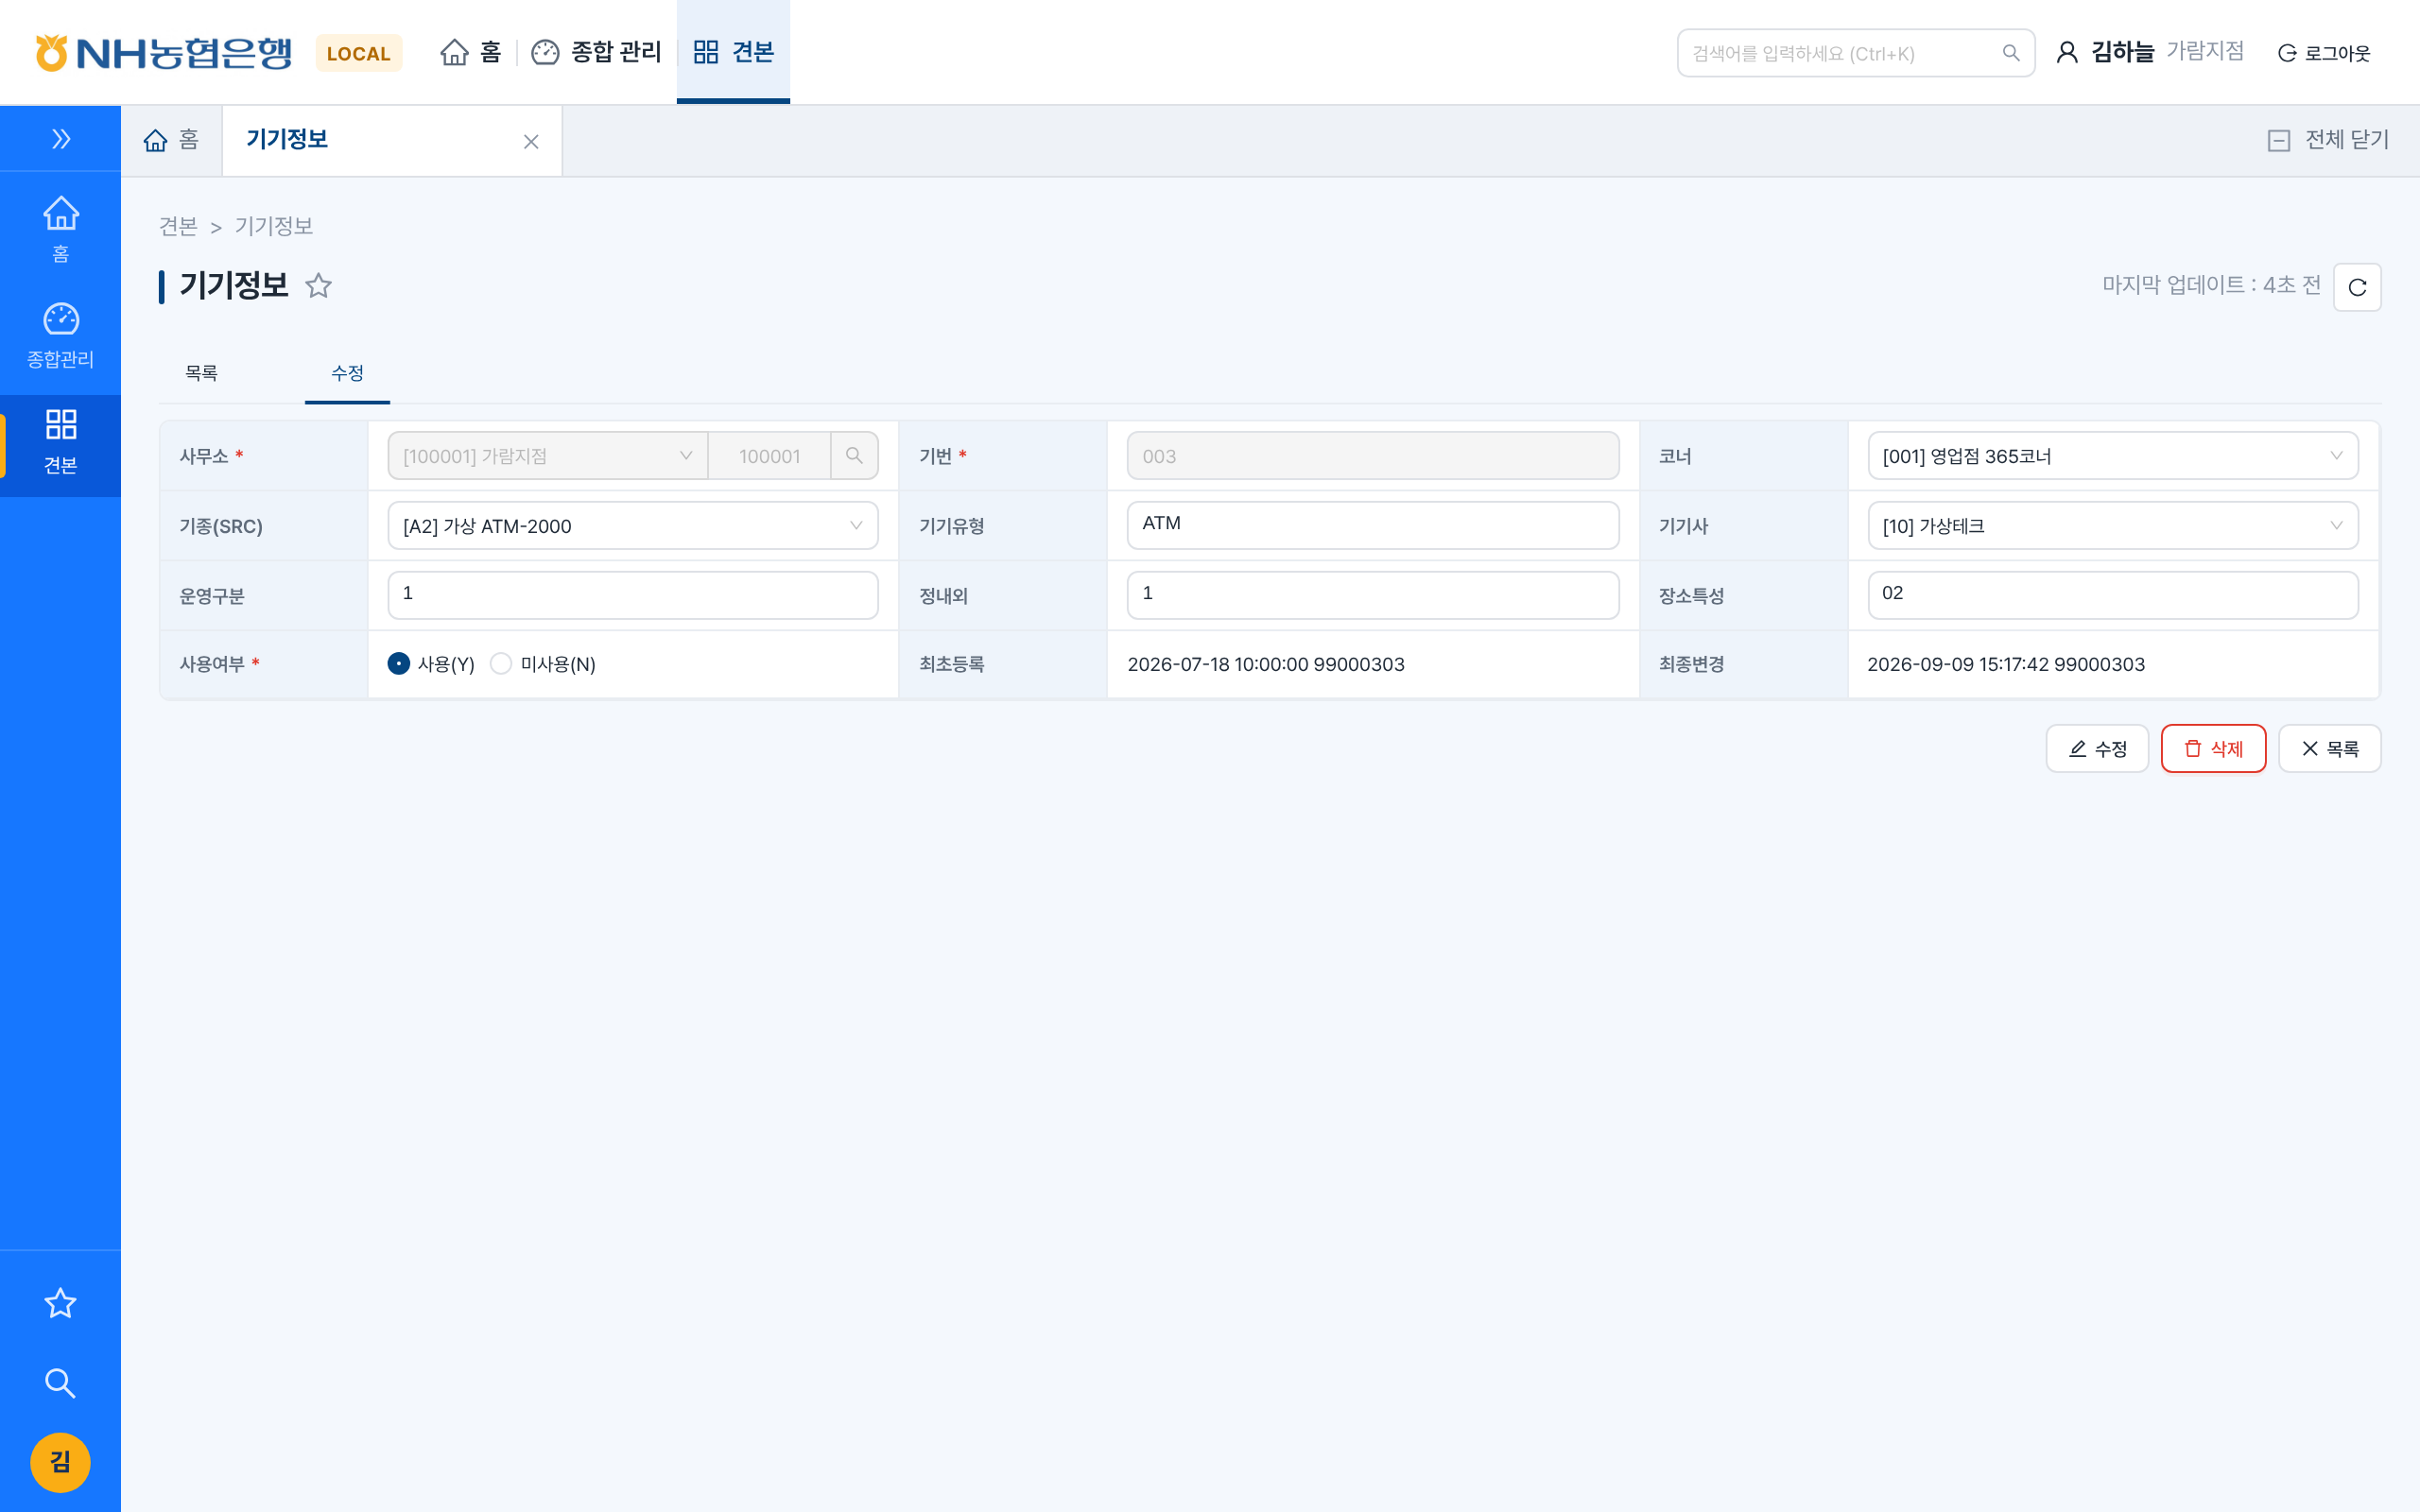 NH농협은행 LOCAL 홈 종합 관리 견본 검색어를 입력하세요 (Ctrl+K) 김하늘 가람지점 로그아웃
홈 기기정보 전체 닫기
홈
종합관리
견본
견본 > 기기정보
기기정보 마지막 업데이트 : 4초 전
목록 수정
사무소 * [100001] 가람지점 100001 기번 * 003 코너 [001] 영업점 365코너
기종(SRC) [A2] 가상 ATM-2000 기기유형 ATM 기기사 [10] 가상테크
운영구분 1 정내외 1 장소특성 02
사용여부 * 사용(Y) 미사용(N) 최초등록 2026-07-18 10:00:00 99000303 최종변경 2026-09-09 15:17:42 99000303
수정 삭제 목록
김